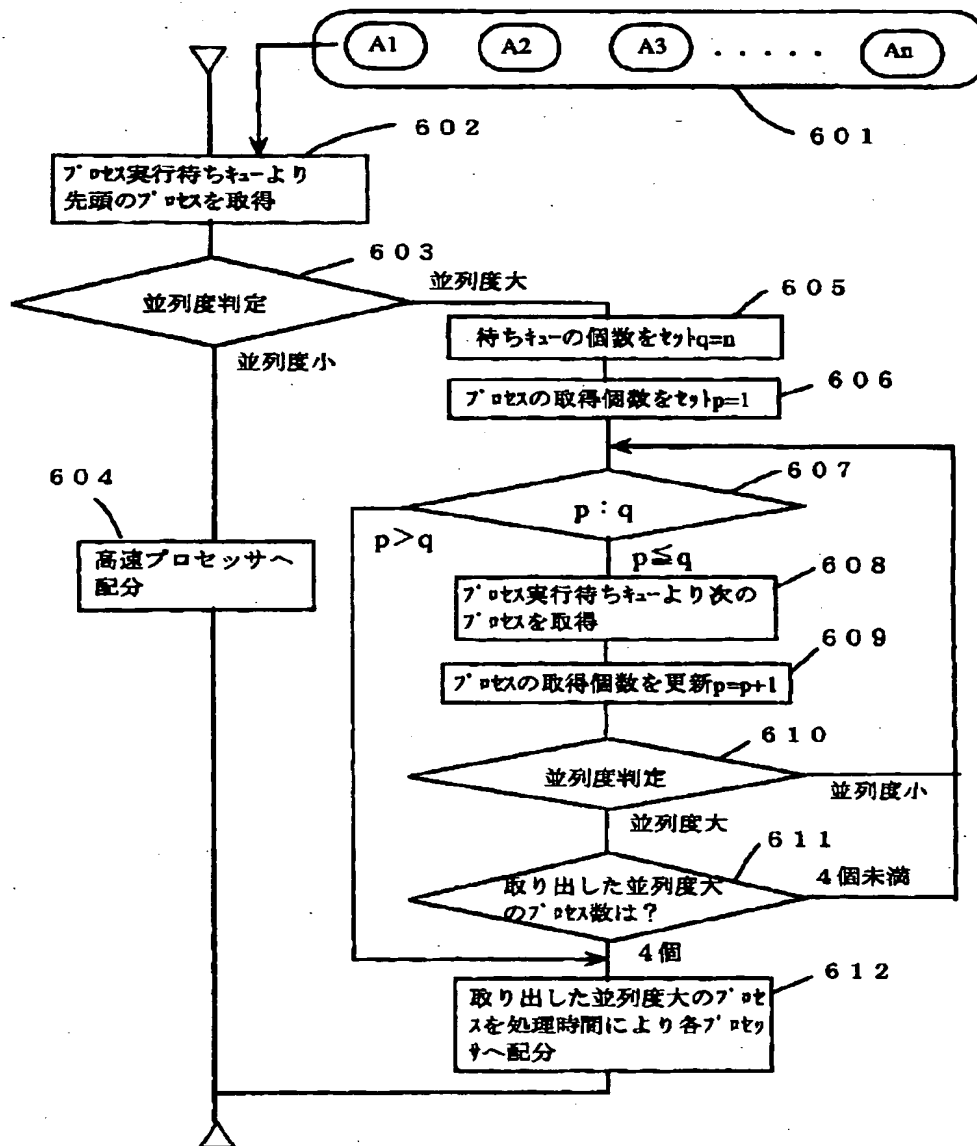 A1 A2 A3 ..... An
601
602
プロセス実行待ちキューより
先頭のプロセスを取得
603
並列度判定
並列度大
並列度小
604
高速プロセッサへ
配分
605
待ちキューの個数をセットq=n
606
プロセスの取得個数をセットp=1
607
p：q
p>q
p≦q
608
プロセス実行待ちキューより次の
プロセスを取得
609
プロセスの取得個数を更新p=p+1
610
並列度判定
並列度小
並列度大
611
取り出した並列度大
のプロセス数は？
4個未満
4個
612
取り出した並列度大のプロセ
スを処理時間により各プロセッ
サへ配分